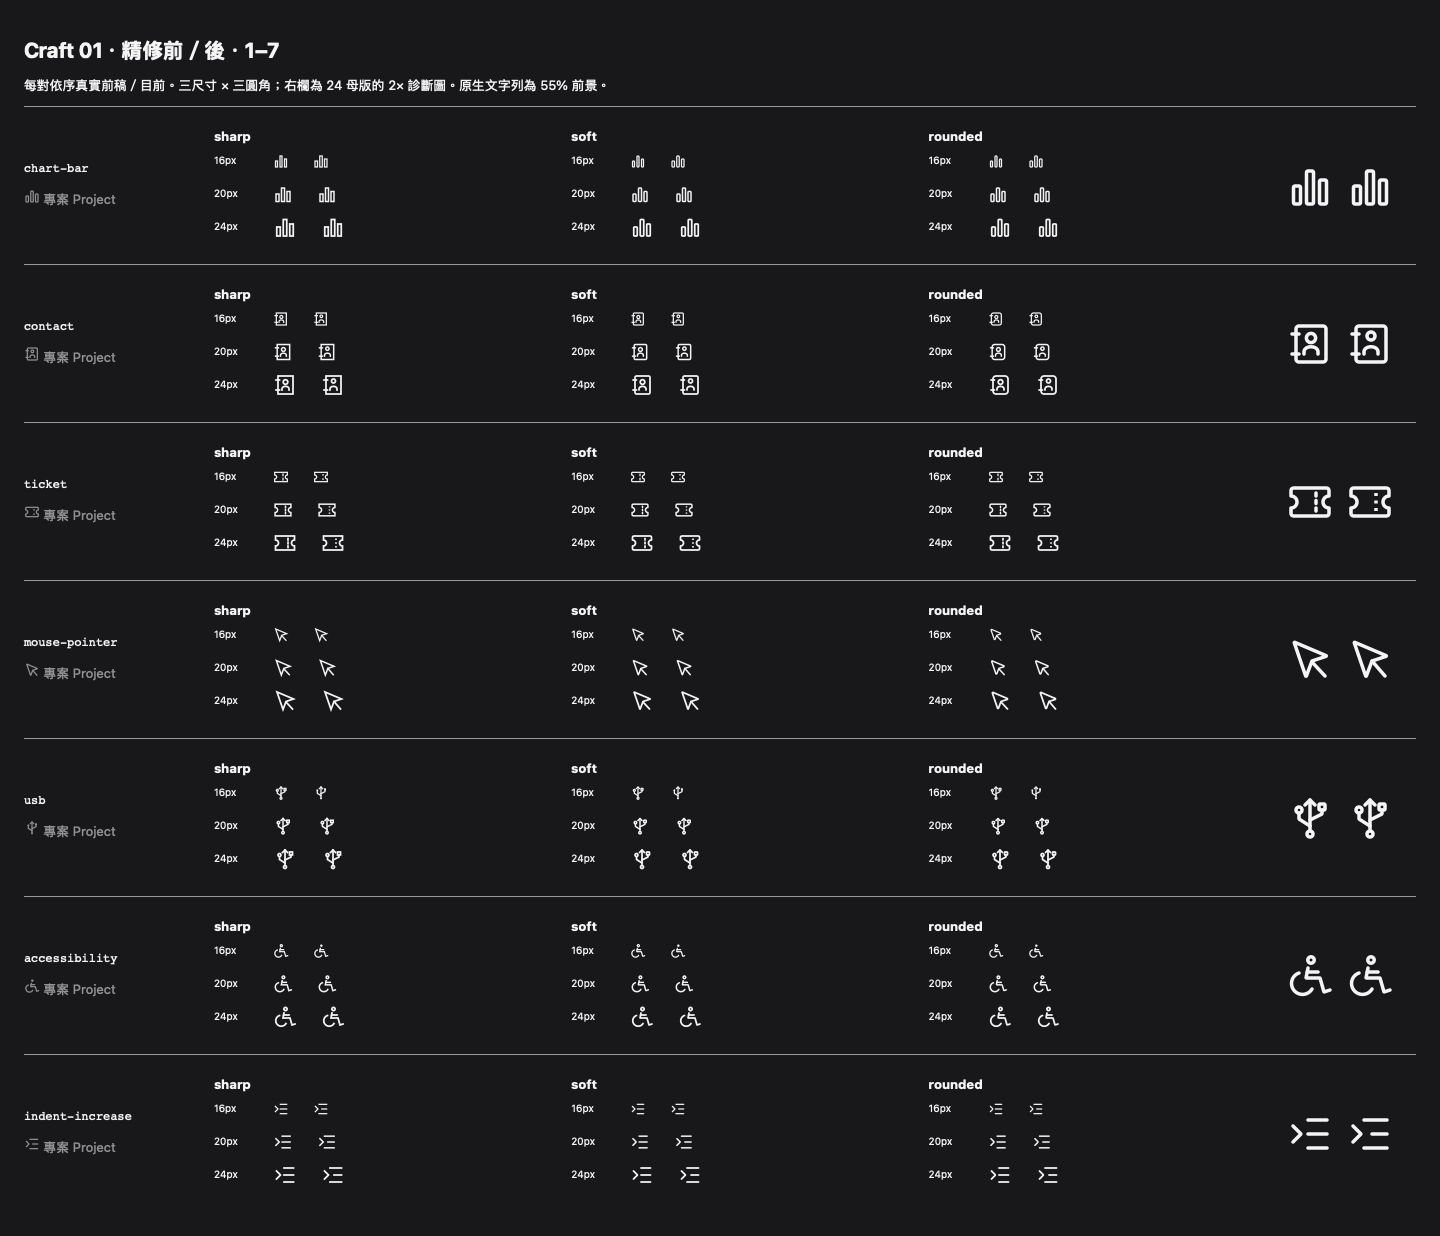 Craft 01 · 精修前 / 後 · 1–7
每對依序真實前稿 / 目前。三尺寸 × 三圓角；右欄為 24 母版的 2× 診斷圖。原生文字列為 55% 前景。
chart-bar
專案 Project
sharp
16px
20px
24px
soft
16px
20px
24px
rounded
16px
20px
24px
contact
專案 Project
sharp
16px
20px
24px
soft
16px
20px
24px
rounded
16px
20px
24px
ticket
專案 Project
sharp
16px
20px
24px
soft
16px
20px
24px
rounded
16px
20px
24px
mouse-pointer
專案 Project
sharp
16px
20px
24px
soft
16px
20px
24px
rounded
16px
20px
24px
usb
專案 Project
sharp
16px
20px
24px
soft
16px
20px
24px
rounded
16px
20px
24px
accessibility
專案 Project
sharp
16px
20px
24px
soft
16px
20px
24px
rounded
16px
20px
24px
indent-increase
專案 Project
sharp
16px
20px
24px
soft
16px
20px
24px
rounded
16px
20px
24px